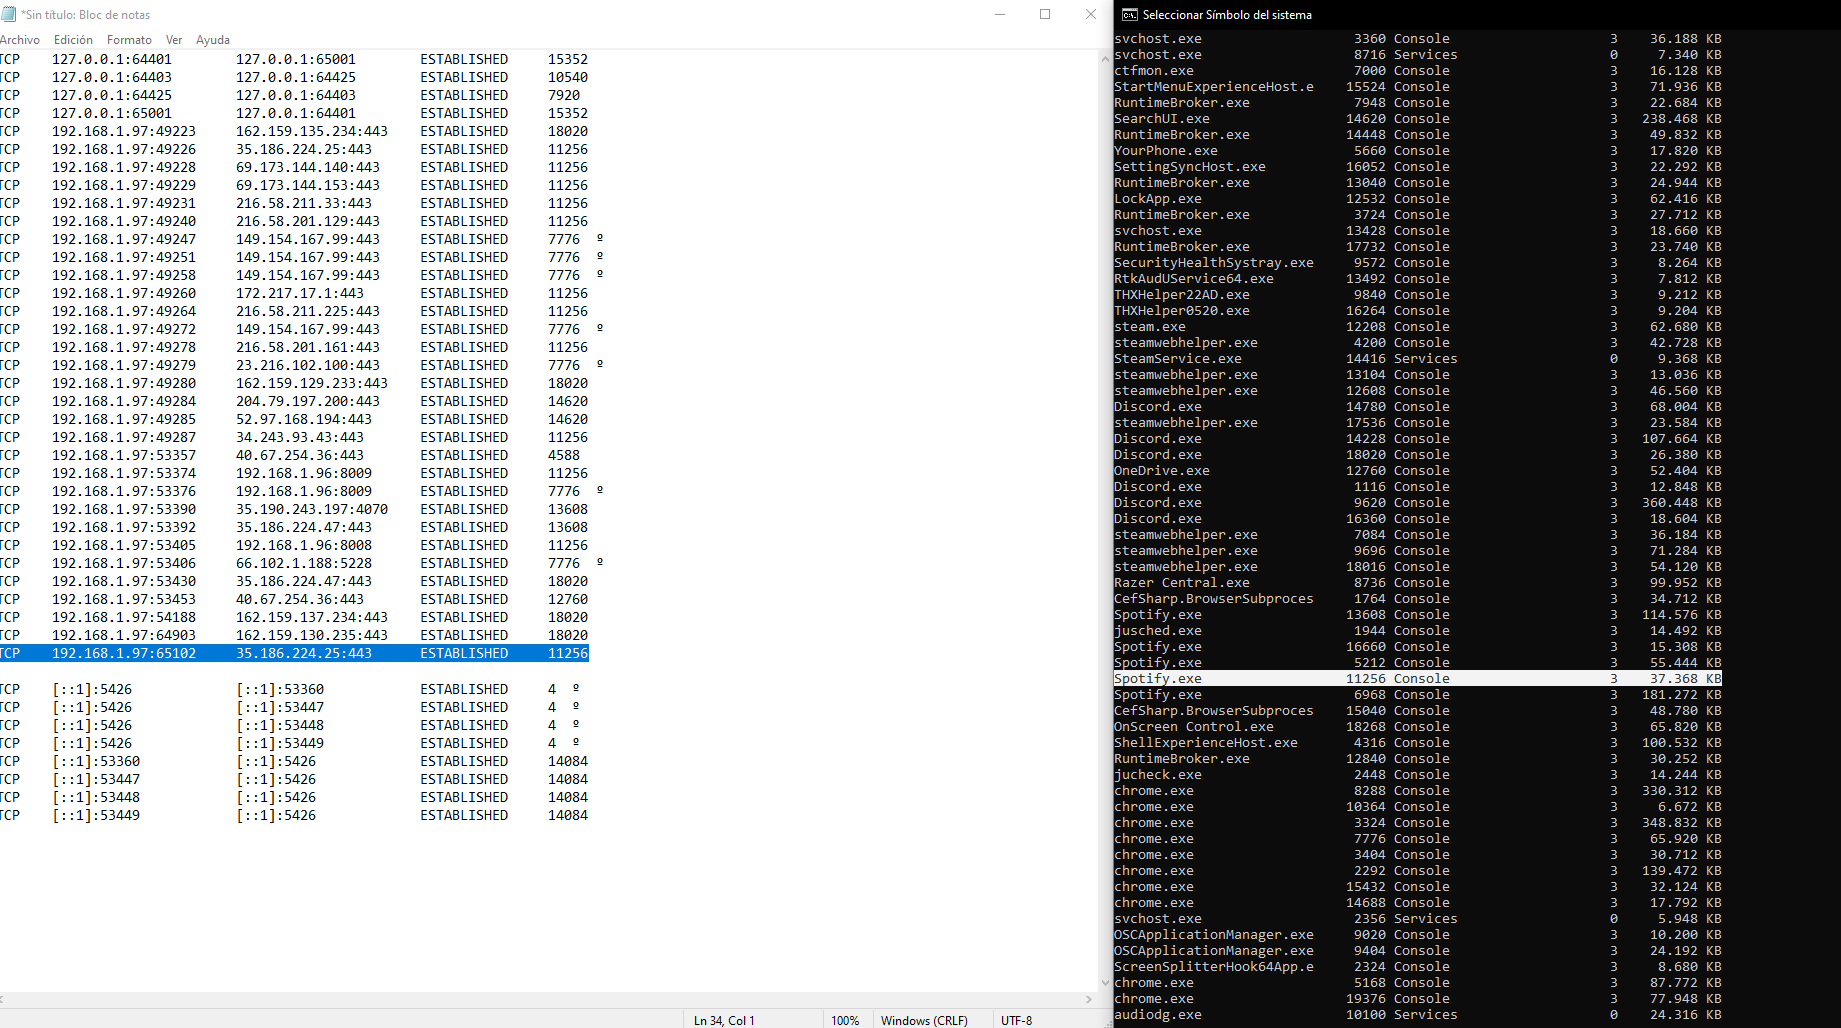 *Sin título: Bloc de notas
Archivo Edición Formato Ver Ayuda
TCP 127.0.0.1:64401 127.0.0.1:65001 ESTABLISHED 15352
TCP 127.0.0.1:64403 127.0.0.1:64425 ESTABLISHED 10540
TCP 127.0.0.1:64425 127.0.0.1:64403 ESTABLISHED 7920
TCP 127.0.0.1:65001 127.0.0.1:64401 ESTABLISHED 15352
TCP 192.168.1.97:49223 162.159.135.234:443 ESTABLISHED 18020
TCP 192.168.1.97:49226 35.186.224.25:443 ESTABLISHED 11256
TCP 192.168.1.97:49228 69.173.144.140:443 ESTABLISHED 11256
TCP 192.168.1.97:49229 69.173.144.153:443 ESTABLISHED 11256
TCP 192.168.1.97:49231 216.58.211.33:443 ESTABLISHED 11256
TCP 192.168.1.97:49240 216.58.201.129:443 ESTABLISHED 11256
TCP 192.168.1.97:49247 149.154.167.99:443 ESTABLISHED 7776 º
TCP 192.168.1.97:49251 149.154.167.99:443 ESTABLISHED 7776 º
TCP 192.168.1.97:49258 149.154.167.99:443 ESTABLISHED 7776 º
TCP 192.168.1.97:49260 172.217.17.1:443 ESTABLISHED 11256
TCP 192.168.1.97:49264 216.58.211.225:443 ESTABLISHED 11256
TCP 192.168.1.97:49272 149.154.167.99:443 ESTABLISHED 7776 º
TCP 192.168.1.97:49278 216.58.201.161:443 ESTABLISHED 11256
TCP 192.168.1.97:49279 23.216.102.100:443 ESTABLISHED 7776 º
TCP 192.168.1.97:49280 162.159.129.233:443 ESTABLISHED 18020
TCP 192.168.1.97:49284 204.79.197.200:443 ESTABLISHED 14620
TCP 192.168.1.97:49285 52.97.168.194:443 ESTABLISHED 14620
TCP 192.168.1.97:49287 34.243.93.43:443 ESTABLISHED 11256
TCP 192.168.1.97:53357 40.67.254.36:443 ESTABLISHED 4588
TCP 192.168.1.97:53374 192.168.1.96:8009 ESTABLISHED 11256
TCP 192.168.1.97:53376 192.168.1.96:8009 ESTABLISHED 7776 º
TCP 192.168.1.97:53390 35.190.243.197:4070 ESTABLISHED 13608
TCP 192.168.1.97:53392 35.186.224.47:443 ESTABLISHED 13608
TCP 192.168.1.97:53405 192.168.1.96:8008 ESTABLISHED 11256
TCP 192.168.1.97:53406 66.102.1.188:5228 ESTABLISHED 7776 º
TCP 192.168.1.97:53430 35.186.224.47:443 ESTABLISHED 18020
TCP 192.168.1.97:53453 40.67.254.36:443 ESTABLISHED 12760
TCP 192.168.1.97:54188 162.159.137.234:443 ESTABLISHED 18020
TCP 192.168.1.97:64903 162.159.130.235:443 ESTABLISHED 18020
TCP 192.168.1.97:65102 35.186.224.25:443 ESTABLISHED 11256
TCP [::1]:5426 [::1]:53360 ESTABLISHED 4 º
TCP [::1]:5426 [::1]:53447 ESTABLISHED 4 º
TCP [::1]:5426 [::1]:53448 ESTABLISHED 4 º
TCP [::1]:5426 [::1]:53449 ESTABLISHED 4 º
TCP [::1]:53360 [::1]:5426 ESTABLISHED 14084
TCP [::1]:53447 [::1]:5426 ESTABLISHED 14084
TCP [::1]:53448 [::1]:5426 ESTABLISHED 14084
TCP [::1]:53449 [::1]:5426 ESTABLISHED 14084
Ln 34, Col 1 100% Windows (CRLF) UTF-8
Seleccionar Símbolo del sistema
svchost.exe 3360 Console 3 36.188 KB
svchost.exe 8716 Services 0 7.340 KB
ctfmon.exe 7000 Console 3 16.128 KB
StartMenuExperienceHost.e 15524 Console 3 71.936 KB
RuntimeBroker.exe 7948 Console 3 22.684 KB
SearchUI.exe 14620 Console 3 238.468 KB
RuntimeBroker.exe 14448 Console 3 49.832 KB
YourPhone.exe 5660 Console 3 17.820 KB
SettingSyncHost.exe 16052 Console 3 22.292 KB
RuntimeBroker.exe 13040 Console 3 24.944 KB
LockApp.exe 12532 Console 3 62.416 KB
RuntimeBroker.exe 3724 Console 3 27.712 KB
svchost.exe 13428 Console 3 18.660 KB
RuntimeBroker.exe 17732 Console 3 23.740 KB
SecurityHealthSystray.exe 9572 Console 3 8.264 KB
RtkAudUService64.exe 13492 Console 3 7.812 KB
THXHelper22AD.exe 9840 Console 3 9.212 KB
THXHelper0520.exe 16264 Console 3 9.204 KB
steam.exe 12208 Console 3 62.680 KB
steamwebhelper.exe 4200 Console 3 42.728 KB
SteamService.exe 14416 Services 0 9.368 KB
steamwebhelper.exe 13104 Console 3 13.036 KB
steamwebhelper.exe 12608 Console 3 46.560 KB
Discord.exe 14780 Console 3 68.004 KB
steamwebhelper.exe 17536 Console 3 23.584 KB
Discord.exe 14228 Console 3 107.664 KB
Discord.exe 18020 Console 3 26.380 KB
OneDrive.exe 12760 Console 3 52.404 KB
Discord.exe 1116 Console 3 12.848 KB
Discord.exe 9620 Console 3 360.448 KB
Discord.exe 16360 Console 3 18.604 KB
steamwebhelper.exe 7084 Console 3 36.184 KB
steamwebhelper.exe 9696 Console 3 71.284 KB
steamwebhelper.exe 18016 Console 3 54.120 KB
Razer Central.exe 8736 Console 3 99.952 KB
CefSharp.BrowserSubproces 1764 Console 3 34.712 KB
Spotify.exe 13608 Console 3 114.576 KB
jusched.exe 1944 Console 3 14.492 KB
Spotify.exe 16660 Console 3 15.308 KB
Spotify.exe 5212 Console 3 55.444 KB
Spotify.exe 11256 Console 3 37.368 KB
Spotify.exe 6968 Console 3 181.272 KB
CefSharp.BrowserSubproces 15040 Console 3 48.780 KB
OnScreen Control.exe 18268 Console 3 65.820 KB
ShellExperienceHost.exe 4316 Console 3 100.532 KB
RuntimeBroker.exe 12840 Console 3 30.252 KB
jucheck.exe 2448 Console 3 14.244 KB
chrome.exe 8288 Console 3 330.312 KB
chrome.exe 10364 Console 3 6.672 KB
chrome.exe 3324 Console 3 348.832 KB
chrome.exe 7776 Console 3 65.920 KB
chrome.exe 3404 Console 3 30.712 KB
chrome.exe 2292 Console 3 139.472 KB
chrome.exe 15432 Console 3 32.124 KB
chrome.exe 14688 Console 3 17.792 KB
svchost.exe 2356 Services 0 5.948 KB
OSCApplicationManager.exe 9020 Console 3 10.200 KB
OSCApplicationManager.exe 9404 Console 3 24.192 KB
ScreenSplitterHook64App.e 2324 Console 3 8.680 KB
chrome.exe 5168 Console 3 87.772 KB
chrome.exe 19376 Console 3 77.948 KB
audiodg.exe 10100 Services 0 24.316 KB